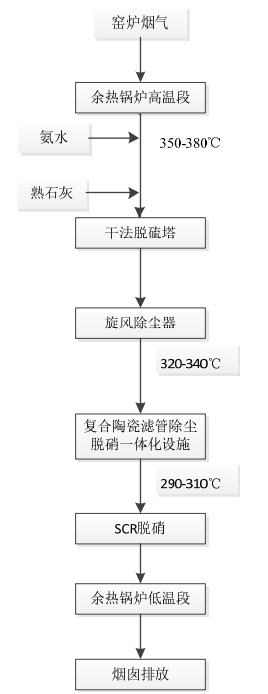 窑炉烟气
余热锅炉高温段
氨水
350-380℃
熟石灰
干法脱硫塔
旋风除尘器
320-340℃
复合陶瓷滤管除尘
脱硝一体化设施
290-310℃
SCR脱硝
余热锅炉低温段
烟囱排放